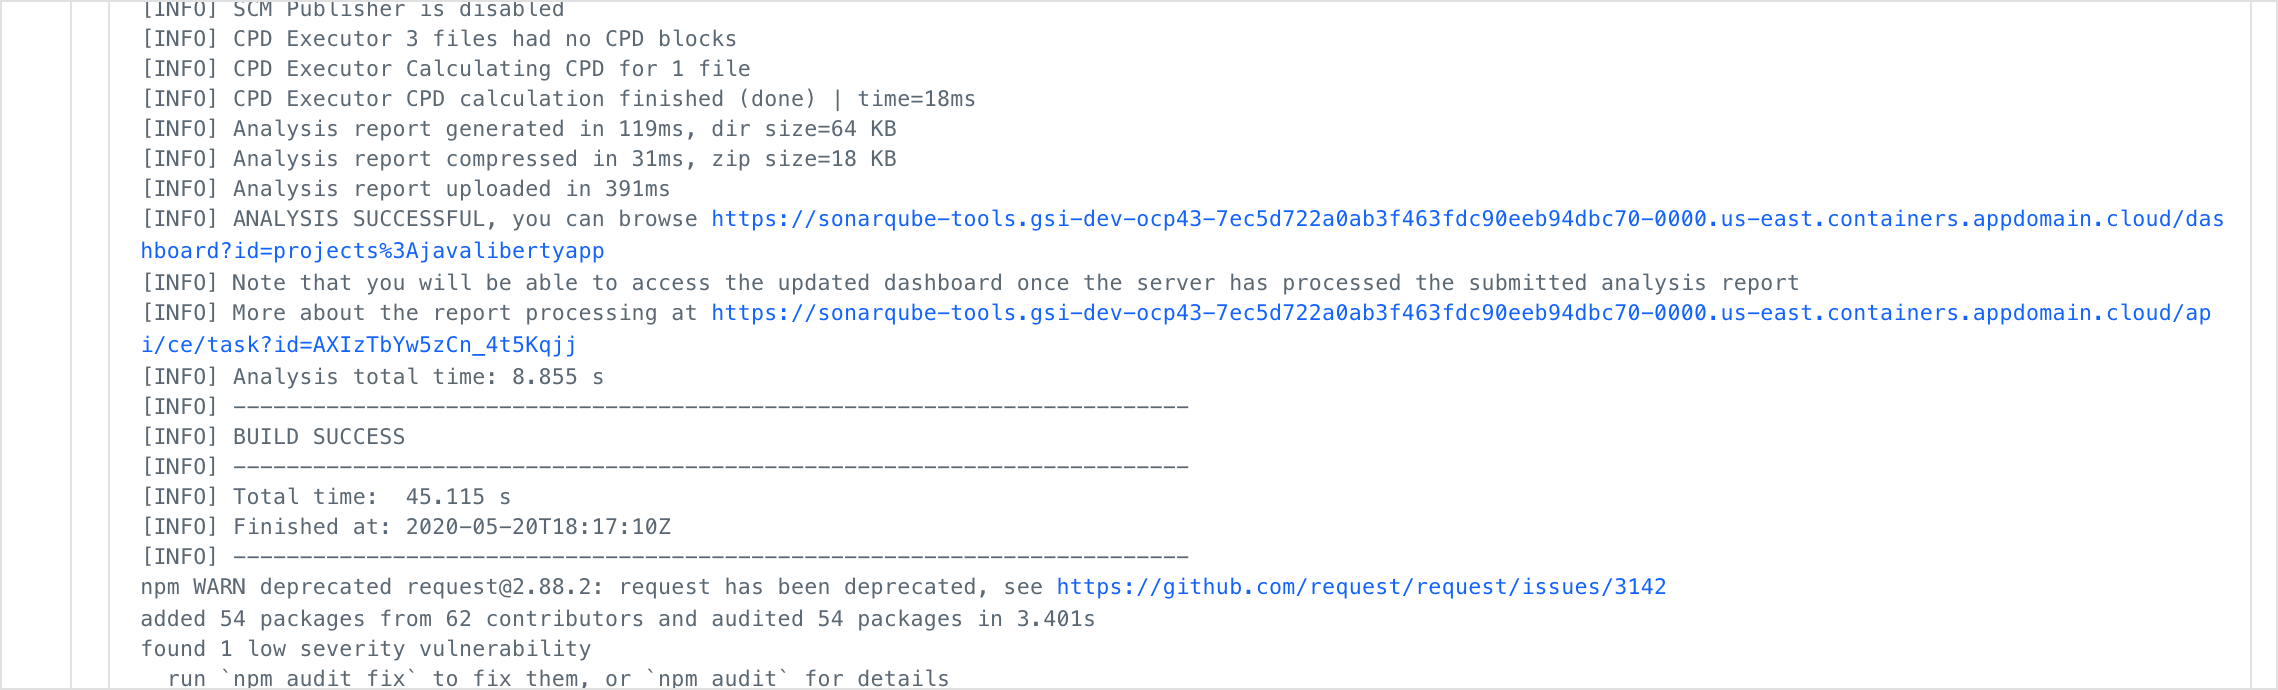 [INFO] SCM Publisher is disabled
[INFO] CPD Executor 3 files had no CPD blocks
[INFO] CPD Executor Calculating CPD for 1 file
[INFO] CPD Executor CPD calculation finished (done) | time=18ms
[INFO] Analysis report generated in 119ms, dir size=64 KB
[INFO] Analysis report compressed in 31ms, zip size=18 KB
[INFO] Analysis report uploaded in 391ms
[INFO] ANALYSIS SUCCESSFUL, you can browse https://sonarqube-tools.gsi-dev-ocp43-7ec5d722a0ab3f463fdc90eeb94dbc70-0000.us-east.containers.appdomain.cloud/das
hboard?id=projects%3Ajavalibertyapp
[INFO] Note that you will be able to access the updated dashboard once the server has processed the submitted analysis report
[INFO] More about the report processing at https://sonarqube-tools.gsi-dev-ocp43-7ec5d722a0ab3f463fdc90eeb94dbc70-0000.us-east.containers.appdomain.cloud/ap
i/ce/task?id=AXIzTbYw5zCn_4t5Kqjj
[INFO] Analysis total time: 8.855 s
[INFO] ------------------------------------------------------------------------
[INFO] BUILD SUCCESS
[INFO] ------------------------------------------------------------------------
[INFO] Total time:  45.115 s
[INFO] Finished at: 2020-05-20T18:17:10Z
[INFO] ------------------------------------------------------------------------
npm WARN deprecated request@2.88.2: request has been deprecated, see https://github.com/request/request/issues/3142
added 54 packages from 62 contributors and audited 54 packages in 3.401s
found 1 low severity vulnerability
  run `npm audit fix` to fix them, or `npm audit` for details